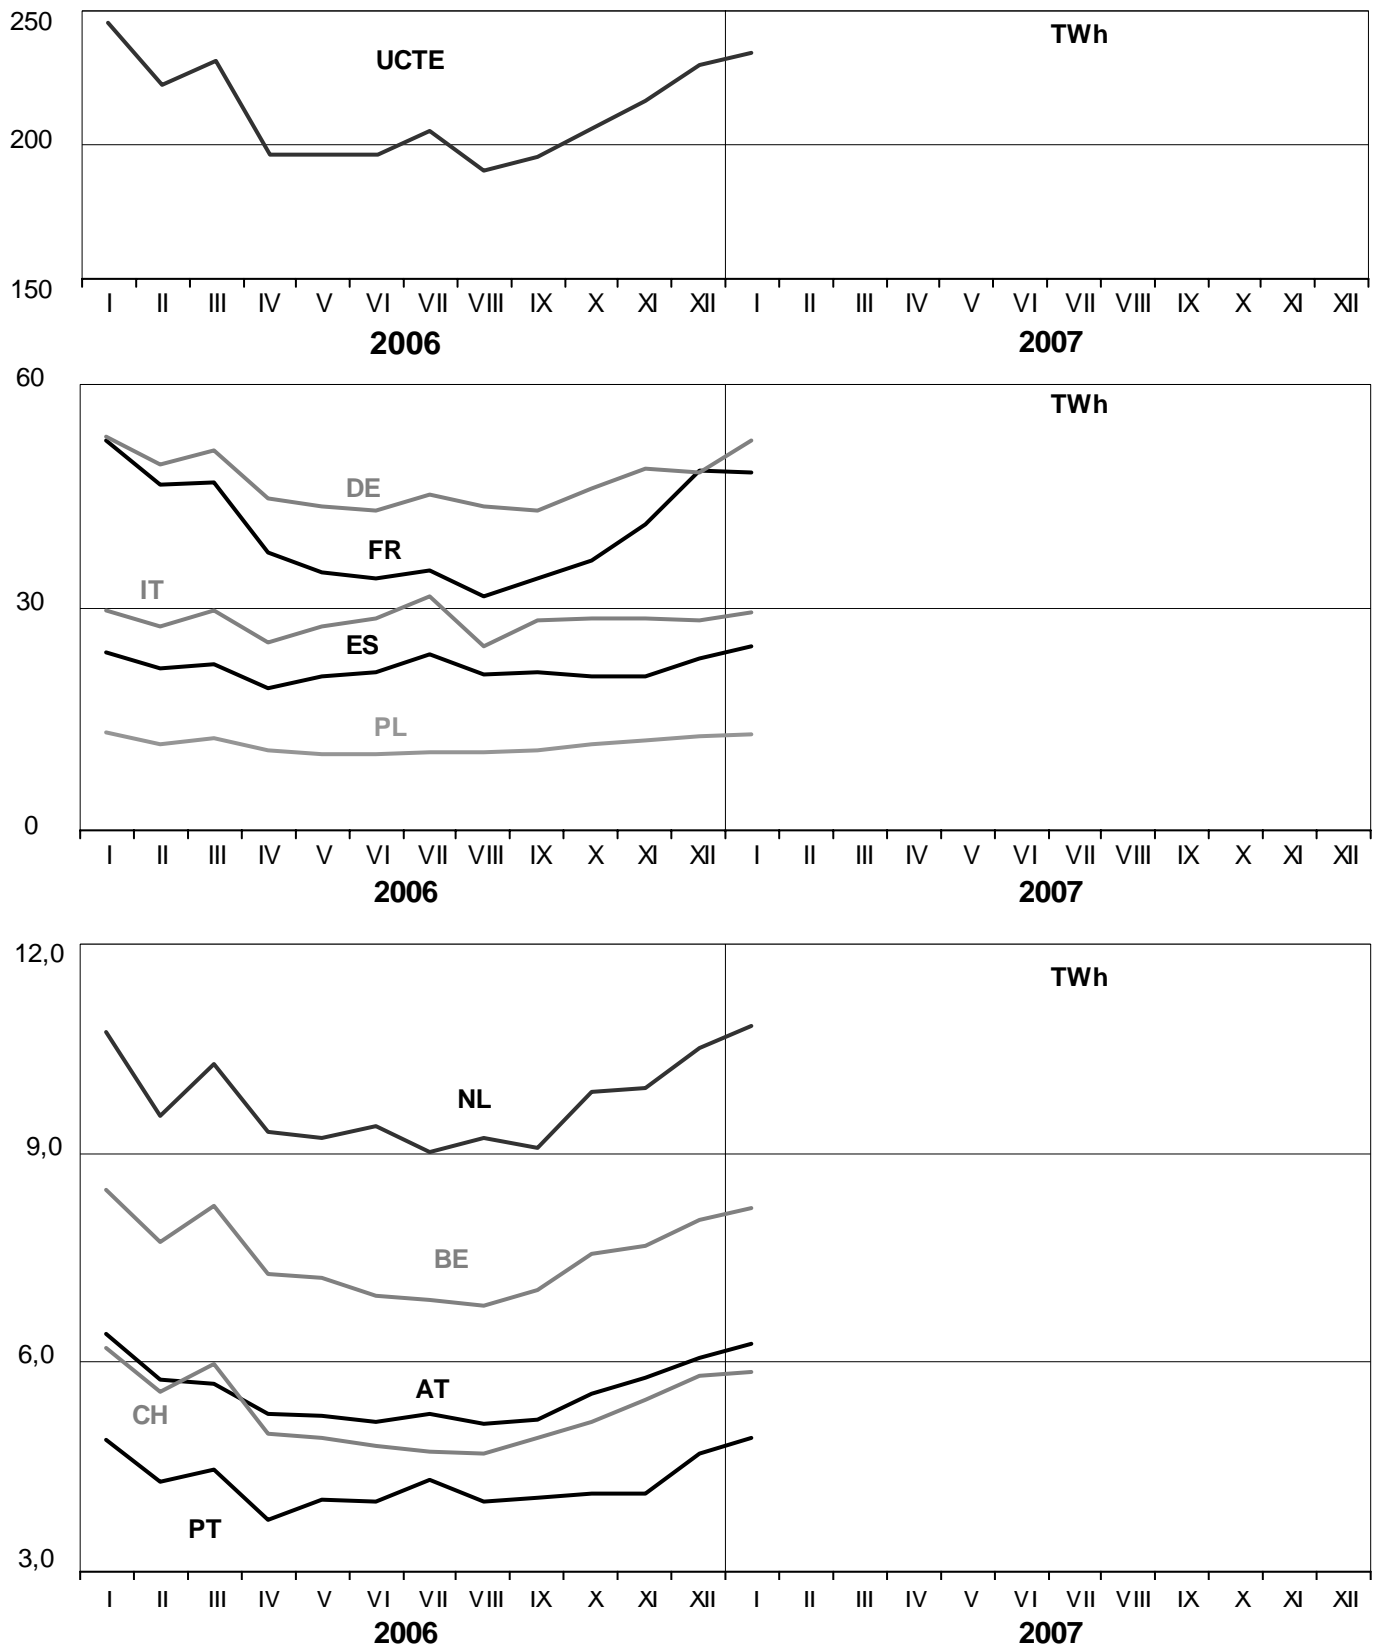 250
TWh
UCTE
200
150
I II III IV V VI VII VIII IX X XI XII I II III IV V VI VII VIII IX X XI XII
2006 2007
60
TWh
DE
FR
IT
30
ES
PL
0
I II III IV V VI VII VIII IX X XI XII I II III IV V VI VII VIII IX X XI XII
2006 2007
12,0
TWh
NL
9,0
BE
6,0
AT
CH
PT
3,0
I II III IV V VI VII VIII IX X XI XII I II III IV V VI VII VIII IX X XI XII
2006 2007